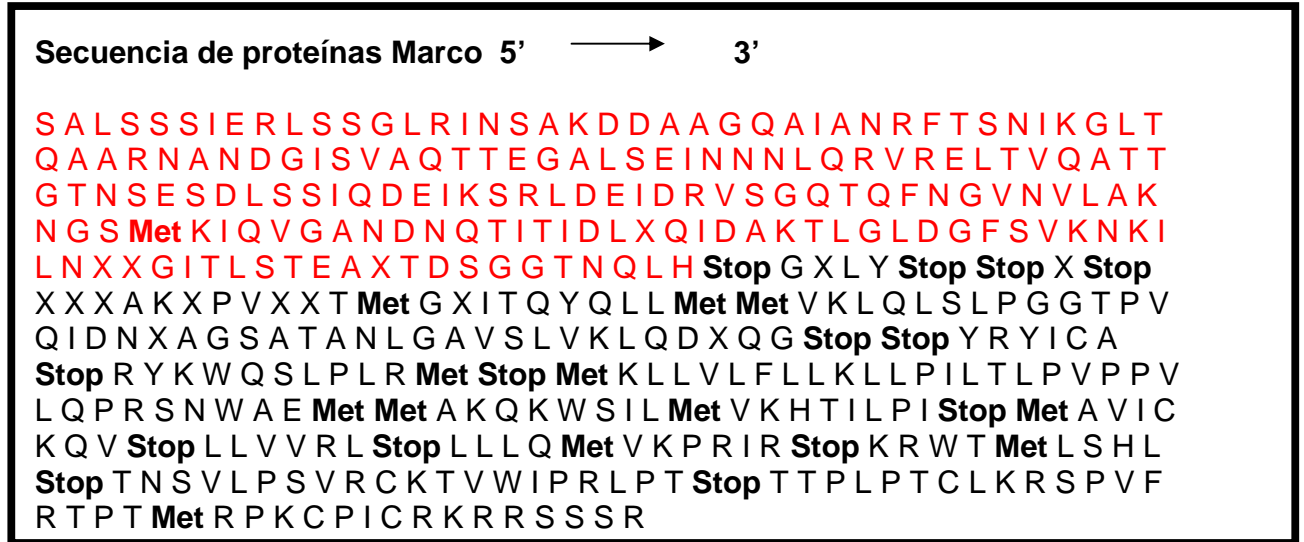 Secuencia de proteínas Marco 5’ → 3’
S A L S S S I E R L S S G L R I N S A K D D A A G Q A I A N R F T S N I K G L T
Q A A R N A N D G I S V A Q T T E G A L S E I N N N L Q R V R E L T V Q A T T
G T N S E S D L S S I Q D E I K S R L D E I D R V S G Q T Q F N G V N V L A K
N G S Met K I Q V G A N D N Q T I T I D L X Q I D A K T L G L D G F S V K N K I
L N X X G I T L S T E A X T D S G G T N Q L H Stop G X L Y Stop Stop X Stop
X X X A K X P V X X T Met G X I T Q Y Q L L Met Met V K L Q L S L P G G T P V
Q I D N X A G S A T A N L G A V S L V K L Q D X Q G Stop Stop Y R Y I C A
Stop R Y K W Q S L P L R Met Stop Met K L L V L F L L K L L P I L T L P V P P V
L Q P R S N W A E Met Met A K Q K W S I L Met V K H T I L P I Stop Met A V I C
K Q V Stop L L V V R L Stop L L L Q Met V K P R I R Stop K R W T Met L S H L
Stop T N S V L P S V R C K T V W I P R L P T Stop T T P L P T C L K R S P V F
R T P T Met R P K C P I C R K R R S S S R